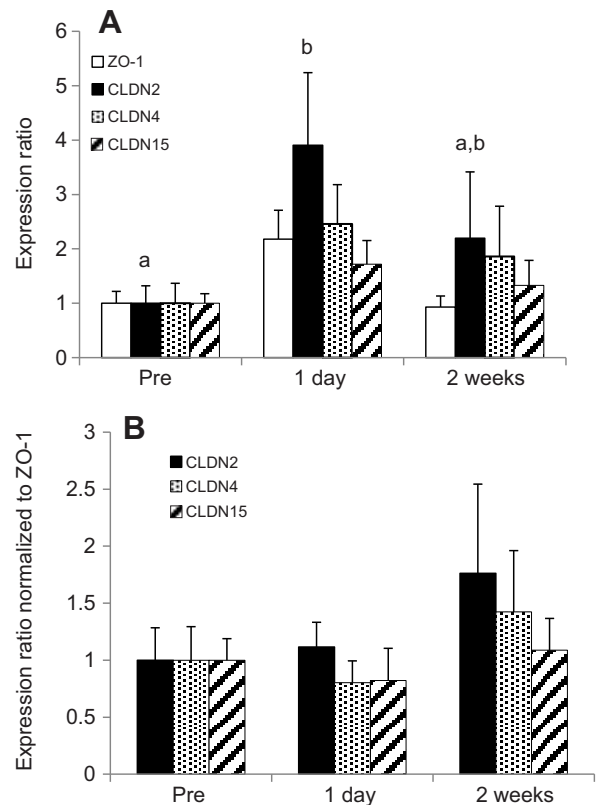 A
6
5
4
3
2
1
0
Expression ratio
ZO-1
CLDN2
CLDN4
CLDN15
a
b
a,b
Pre 1 day 2 weeks
B
3
2.5
2
1.5
1
0.5
0
Expression ratio normalized to ZO-1
CLDN2
CLDN4
CLDN15
Pre 1 day 2 weeks